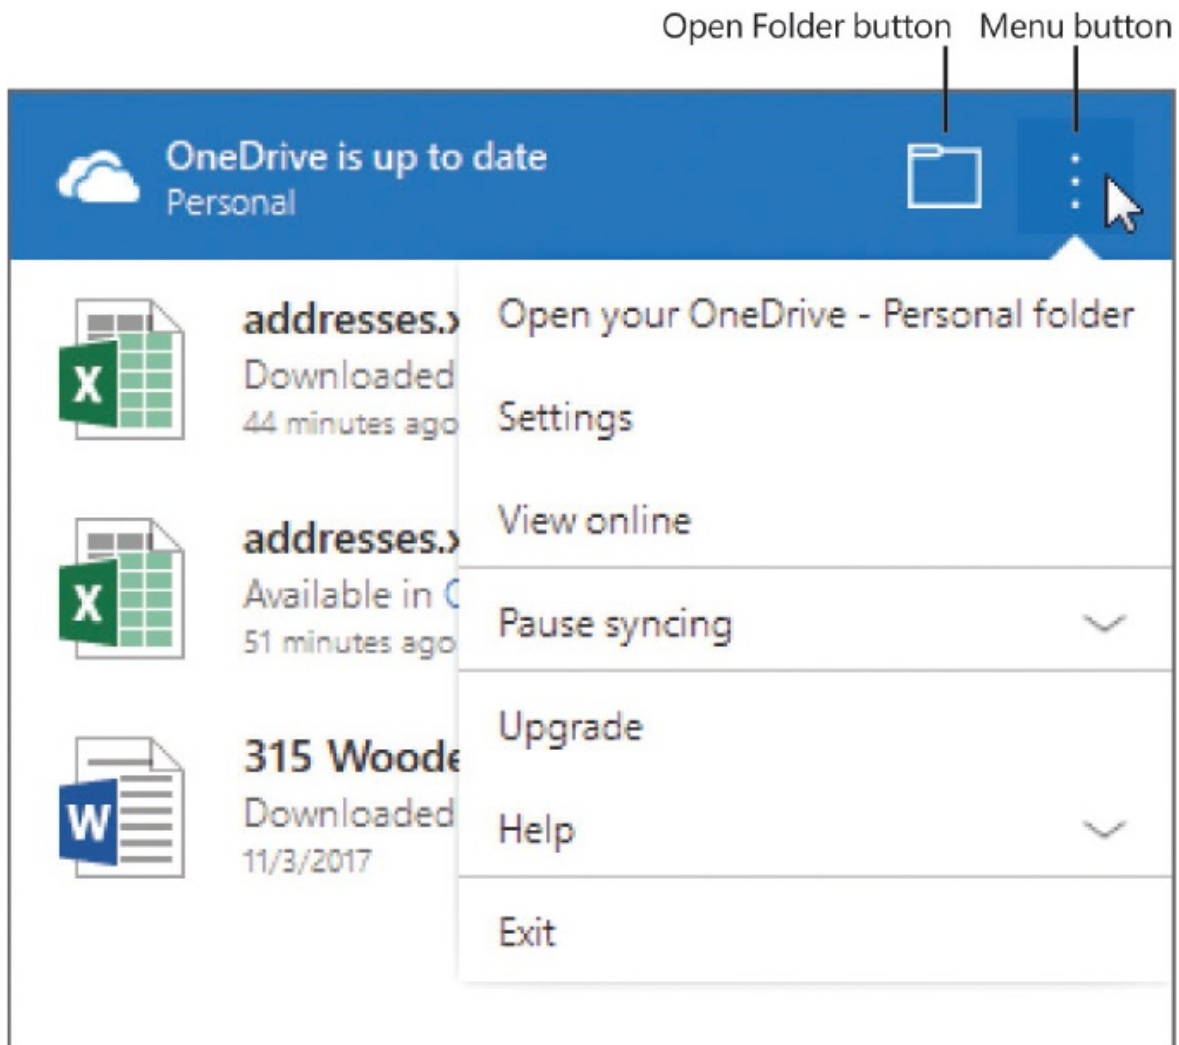 Open Folder button Menu button
OneDrive is up to date
Personal
addresses.x
Downloaded
44 minutes ago
addresses.x
Available in
51 minutes ago
315 Woode
Downloaded
11/3/2017
Open your OneDrive - Personal folder
Settings
View online
Pause syncing
Upgrade
Help
Exit
X
X
W